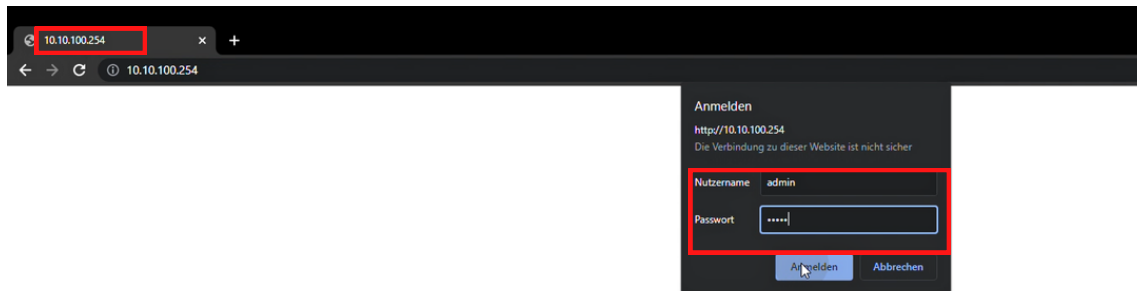 10.10.100.254
10.10.100.254
Anmelden
http://10.10.100.254
Die Verbindung zu dieser Website ist nicht sicher
Nutzername admin
Passwort •••••
Anmelden Abbrechen